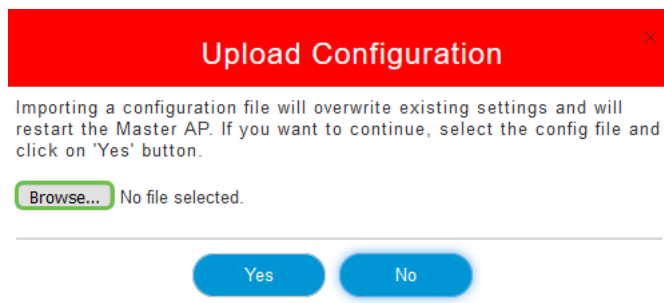 Upload Configuration
Importing a configuration file will overwrite existing settings and will
restart the Master AP. If you want to continue, select the config file and
click on 'Yes' button.
Browse... No file selected.
Yes No